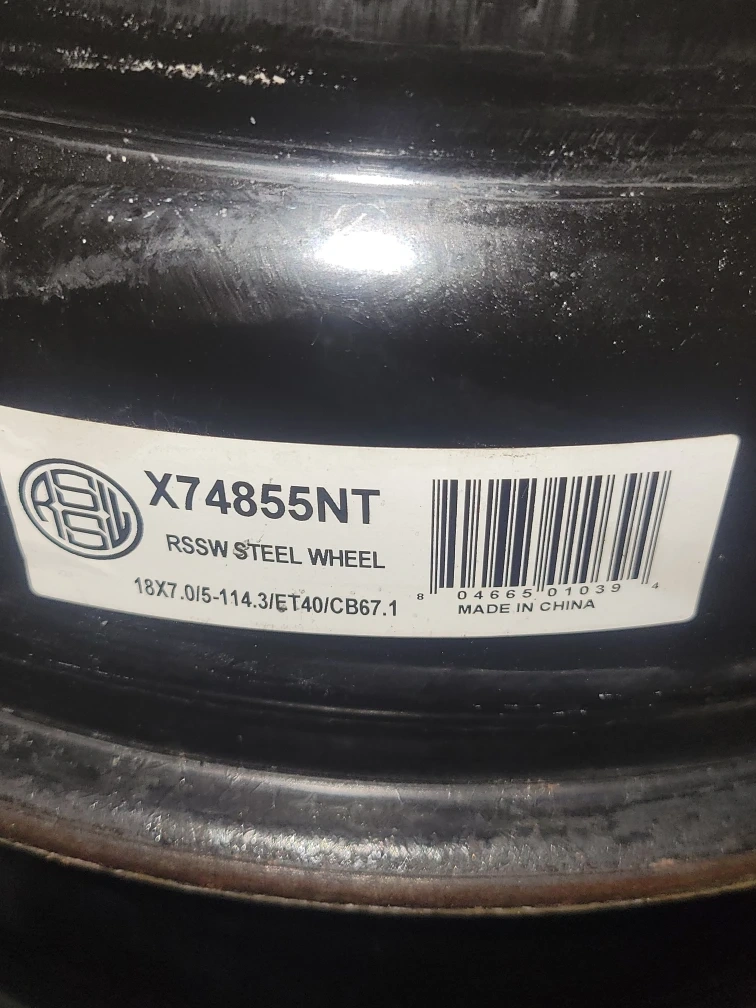 RSSW
X74855NT
RSSW STEEL WHEEL
18X7.0/5-114.3/ET40/CB67.1
8 04665 01039 4
MADE IN CHINA